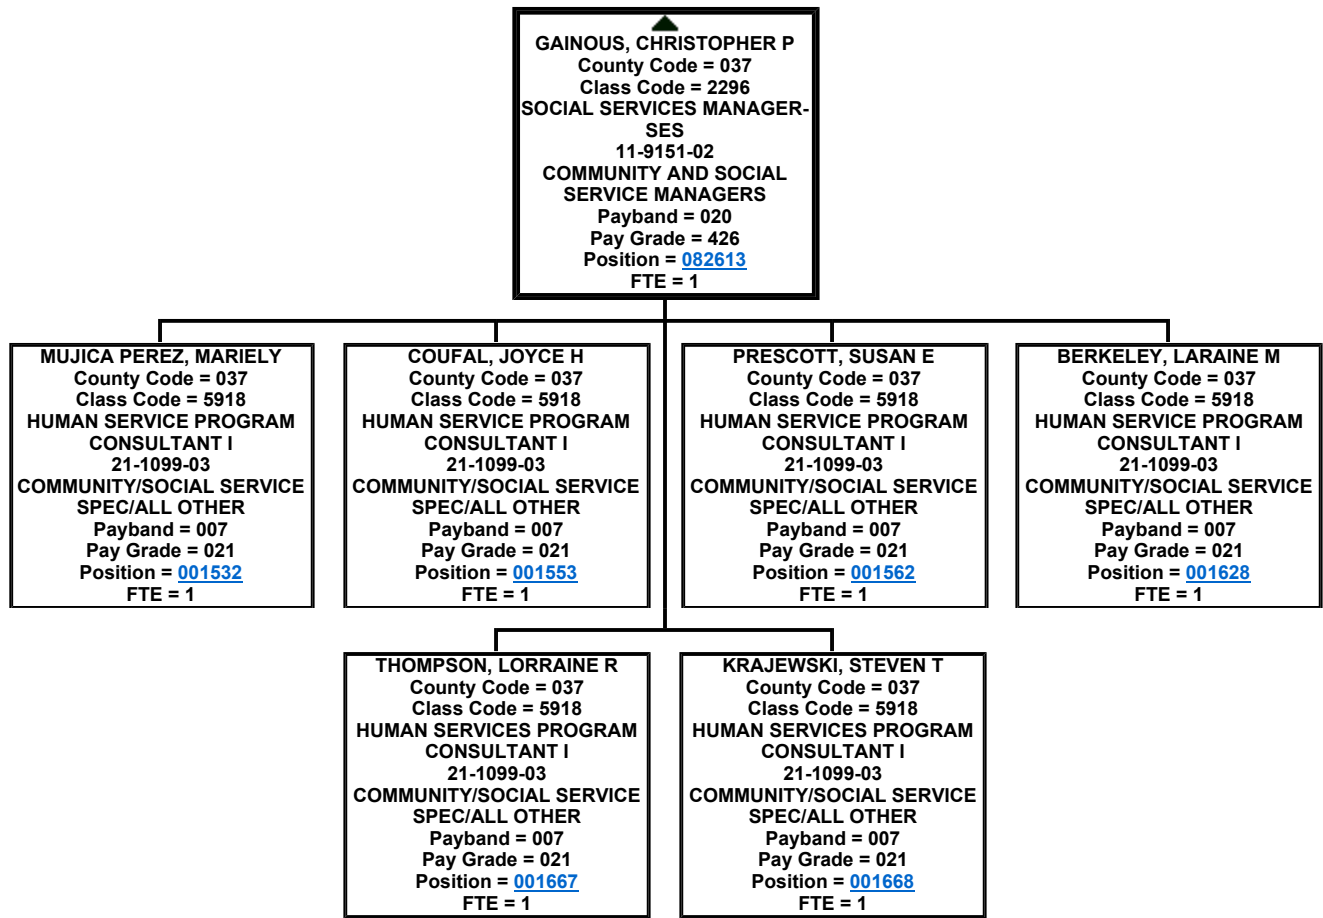 GAINOUS, CHRISTOPHER P
County Code = 037
Class Code = 2296
SOCIAL SERVICES MANAGER-
SES
11-9151-02
COMMUNITY AND SOCIAL
SERVICE MANAGERS
Payband = 020
Pay Grade = 426
Position = 082613
FTE = 1
MUJICA PEREZ, MARIELY
County Code = 037
Class Code = 5918
HUMAN SERVICE PROGRAM
CONSULTANT I
21-1099-03
COMMUNITY/SOCIAL SERVICE
SPEC/ALL OTHER
Payband = 007
Pay Grade = 021
Position = 001532
FTE = 1
COUFAL, JOYCE H
County Code = 037
Class Code = 5918
HUMAN SERVICE PROGRAM
CONSULTANT I
21-1099-03
COMMUNITY/SOCIAL SERVICE
SPEC/ALL OTHER
Payband = 007
Pay Grade = 021
Position = 001553
FTE = 1
PRESCOTT, SUSAN E
County Code = 037
Class Code = 5918
HUMAN SERVICE PROGRAM
CONSULTANT I
21-1099-03
COMMUNITY/SOCIAL SERVICE
SPEC/ALL OTHER
Payband = 007
Pay Grade = 021
Position = 001562
FTE = 1
BERKELEY, LARAINE M
County Code = 037
Class Code = 5918
HUMAN SERVICE PROGRAM
CONSULTANT I
21-1099-03
COMMUNITY/SOCIAL SERVICE
SPEC/ALL OTHER
Payband = 007
Pay Grade = 021
Position = 001628
FTE = 1
THOMPSON, LORRAINE R
County Code = 037
Class Code = 5918
HUMAN SERVICES PROGRAM
CONSULTANT I
21-1099-03
COMMUNITY/SOCIAL SERVICE
SPEC/ALL OTHER
Payband = 007
Pay Grade = 021
Position = 001667
FTE = 1
KRAJEWSKI, STEVEN T
County Code = 037
Class Code = 5918
HUMAN SERVICES PROGRAM
CONSULTANT I
21-1099-03
COMMUNITY/SOCIAL SERVICE
SPEC/ALL OTHER
Payband = 007
Pay Grade = 021
Position = 001668
FTE = 1